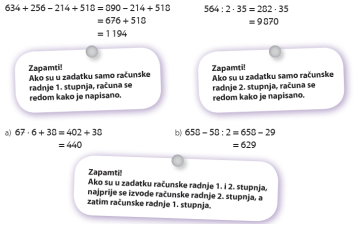 634 + 256 – 214 + 518 = 890 – 214 + 518
= 676 + 518
= 1 194
564 : 2 · 35 = 282 · 35
= 9 870
Zapamti!
Ako su u zadatku samo računske
radnje 1. stupnja, računa se
redom kako je napisano.
Zapamti!
Ako su u zadatku samo računske
radnje 2. stupnja, računa se
redom kako je napisano.
a) 67 · 6 + 38 = 402 + 38
= 440
b) 658 – 58 : 2 = 658 – 29
= 629
Zapamti!
Ako su u zadatku računske radnje 1. i 2. stupnja,
najprije se izvode računske radnje 2. stupnja, a
zatim računske radnje 1. stupnja.